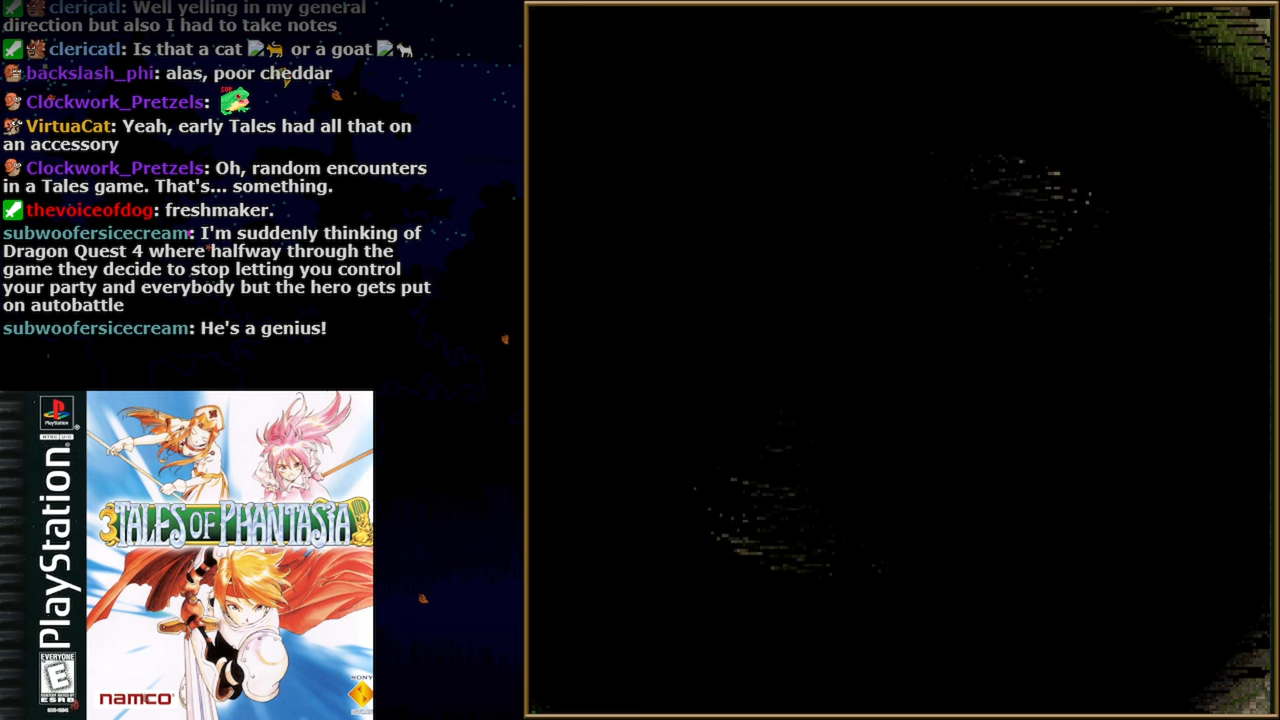 clericatl: Well yelling in my general
direction but also I had to take notes
clericatl: Is that a cat 🐈 or a goat 🐐
backslash_phi: alas, poor cheddar
Clockwork_Pretzels:
VirtuaCat: Yeah, early Tales had all that on
an accessory
Clockwork_Pretzels: Oh, random encounters
in a Tales game. That's... something.
thevoiceofdog: freshmaker.
subwoofersicecream: I'm suddenly thinking of
Dragon Quest 4 where halfway through the
game they decide to stop letting you control
your party and everybody but the hero gets put
on autobattle
subwoofersicecream: He's a genius!
PlayStation
NTSC U/C
PlayStation
TALES OF PHANTASIA
EVERYONE
E
ESRB
namco
SONY